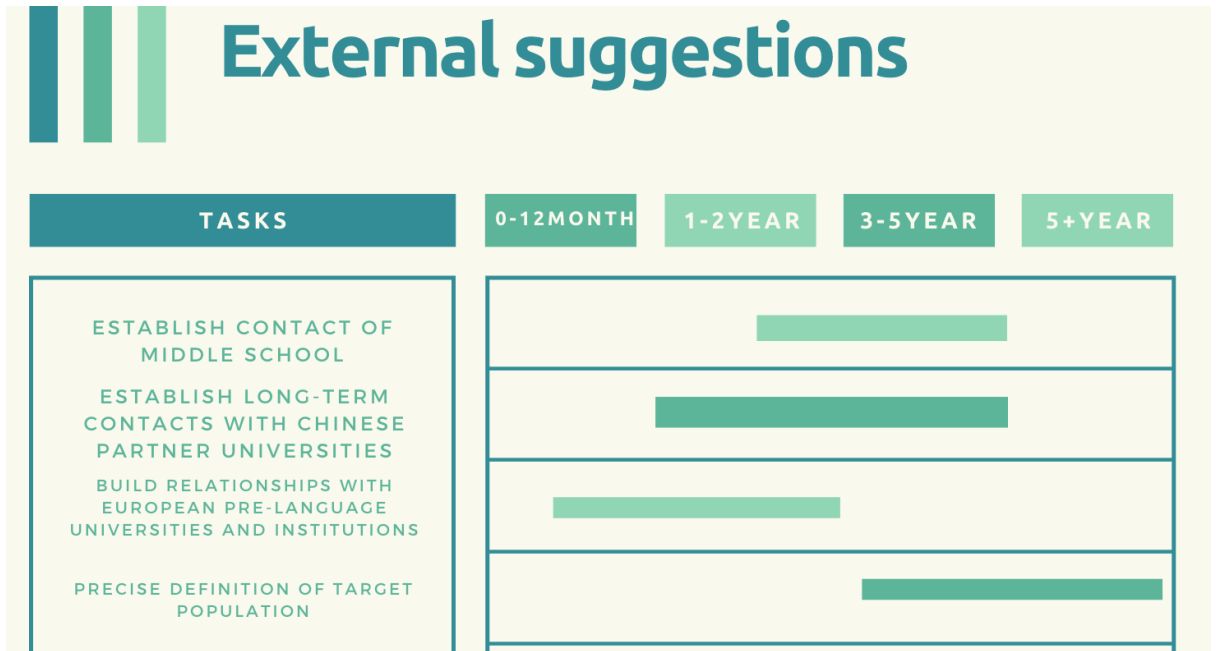 External suggestions
TASKS
0-12MONTH
1-2YEAR
3-5YEAR
5+YEAR
ESTABLISH CONTACT OF
MIDDLE SCHOOL
ESTABLISH LONG-TERM
CONTACTS WITH CHINESE
PARTNER UNIVERSITIES
BUILD RELATIONSHIPS WITH
EUROPEAN PRE-LANGUAGE
UNIVERSITIES AND INSTITUTIONS
PRECISE DEFINITION OF TARGET
POPULATION